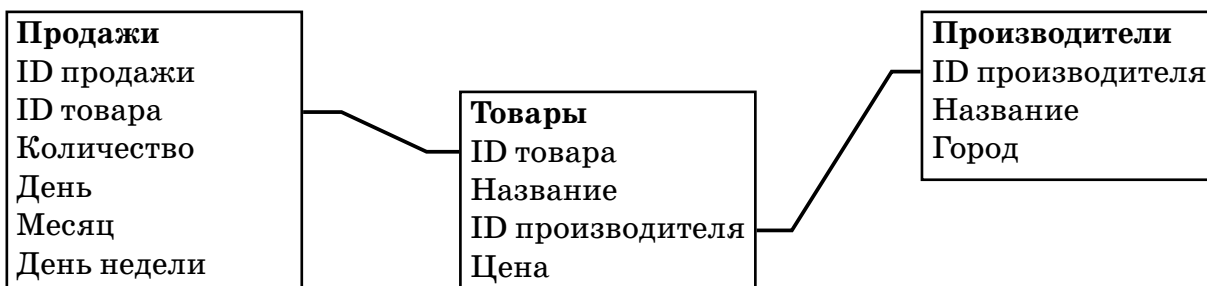 Продажи
ID продажи
ID товара
Количество
День
Месяц
День недели
Товары
ID товара
Название
ID производителя
Цена
Производители
ID производителя
Название
Город